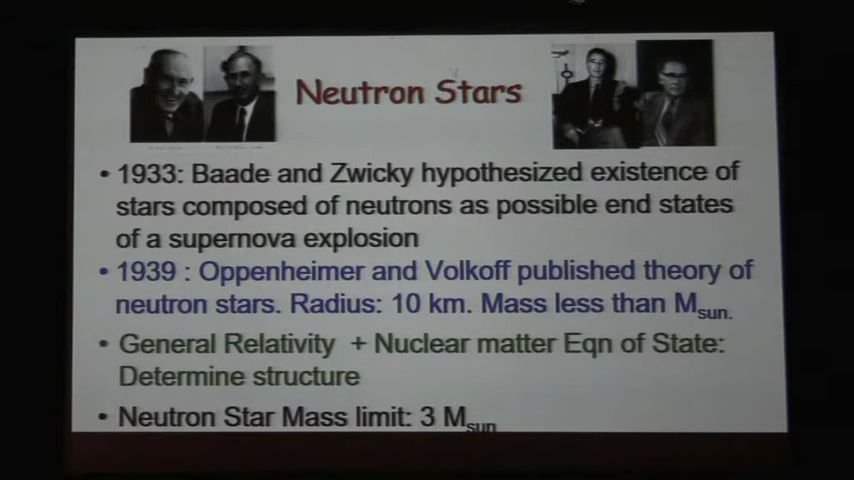 Neutron Stars
• 1933: Baade and Zwicky hypothesized existence of
stars composed of neutrons as possible end states
of a supernova explosion
• 1939 : Oppenheimer and Volkoff published theory of
neutron stars. Radius: 10 km. Mass less than Msun.
• General Relativity + Nuclear matter Eqn of State:
Determine structure
• Neutron Star Mass limit: 3 Msun